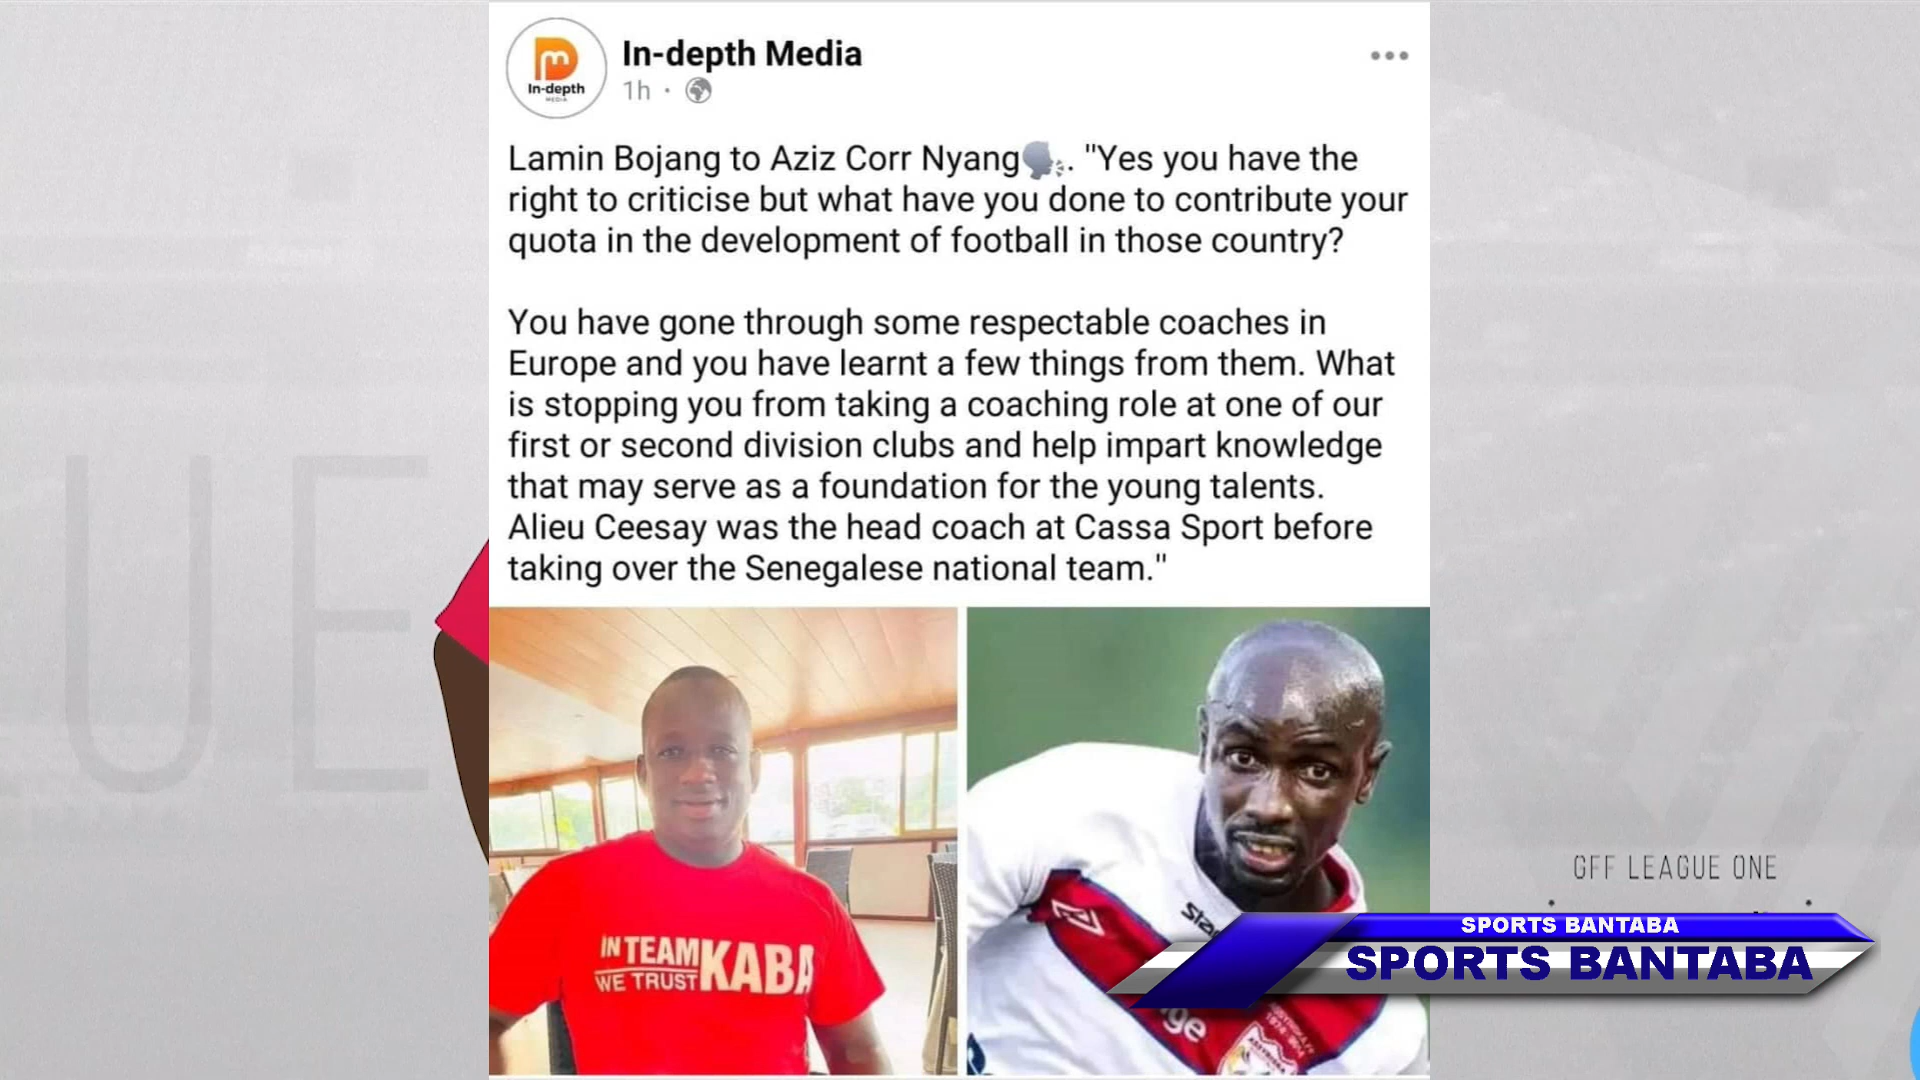 In-depth Media
In-depth
MEDIA
1h ·
Lamin Bojang to Aziz Corr Nyang🗣. "Yes you have the
right to criticise but what have you done to contribute your
quota in the development of football in those country?
You have gone through some respectable coaches in
Europe and you have learnt a few things from them. What
is stopping you from taking a coaching role at one of our
first or second division clubs and help impart knowledge
that may serve as a foundation for the young talents.
Alieu Ceesay was the head coach at Cassa Sport before
taking over the Senegalese national team."
UE
IN TEAM KABA
WE TRUST
GFF LEAGUE ONE
SPORTS BANTABA
SPORTS BANTABA